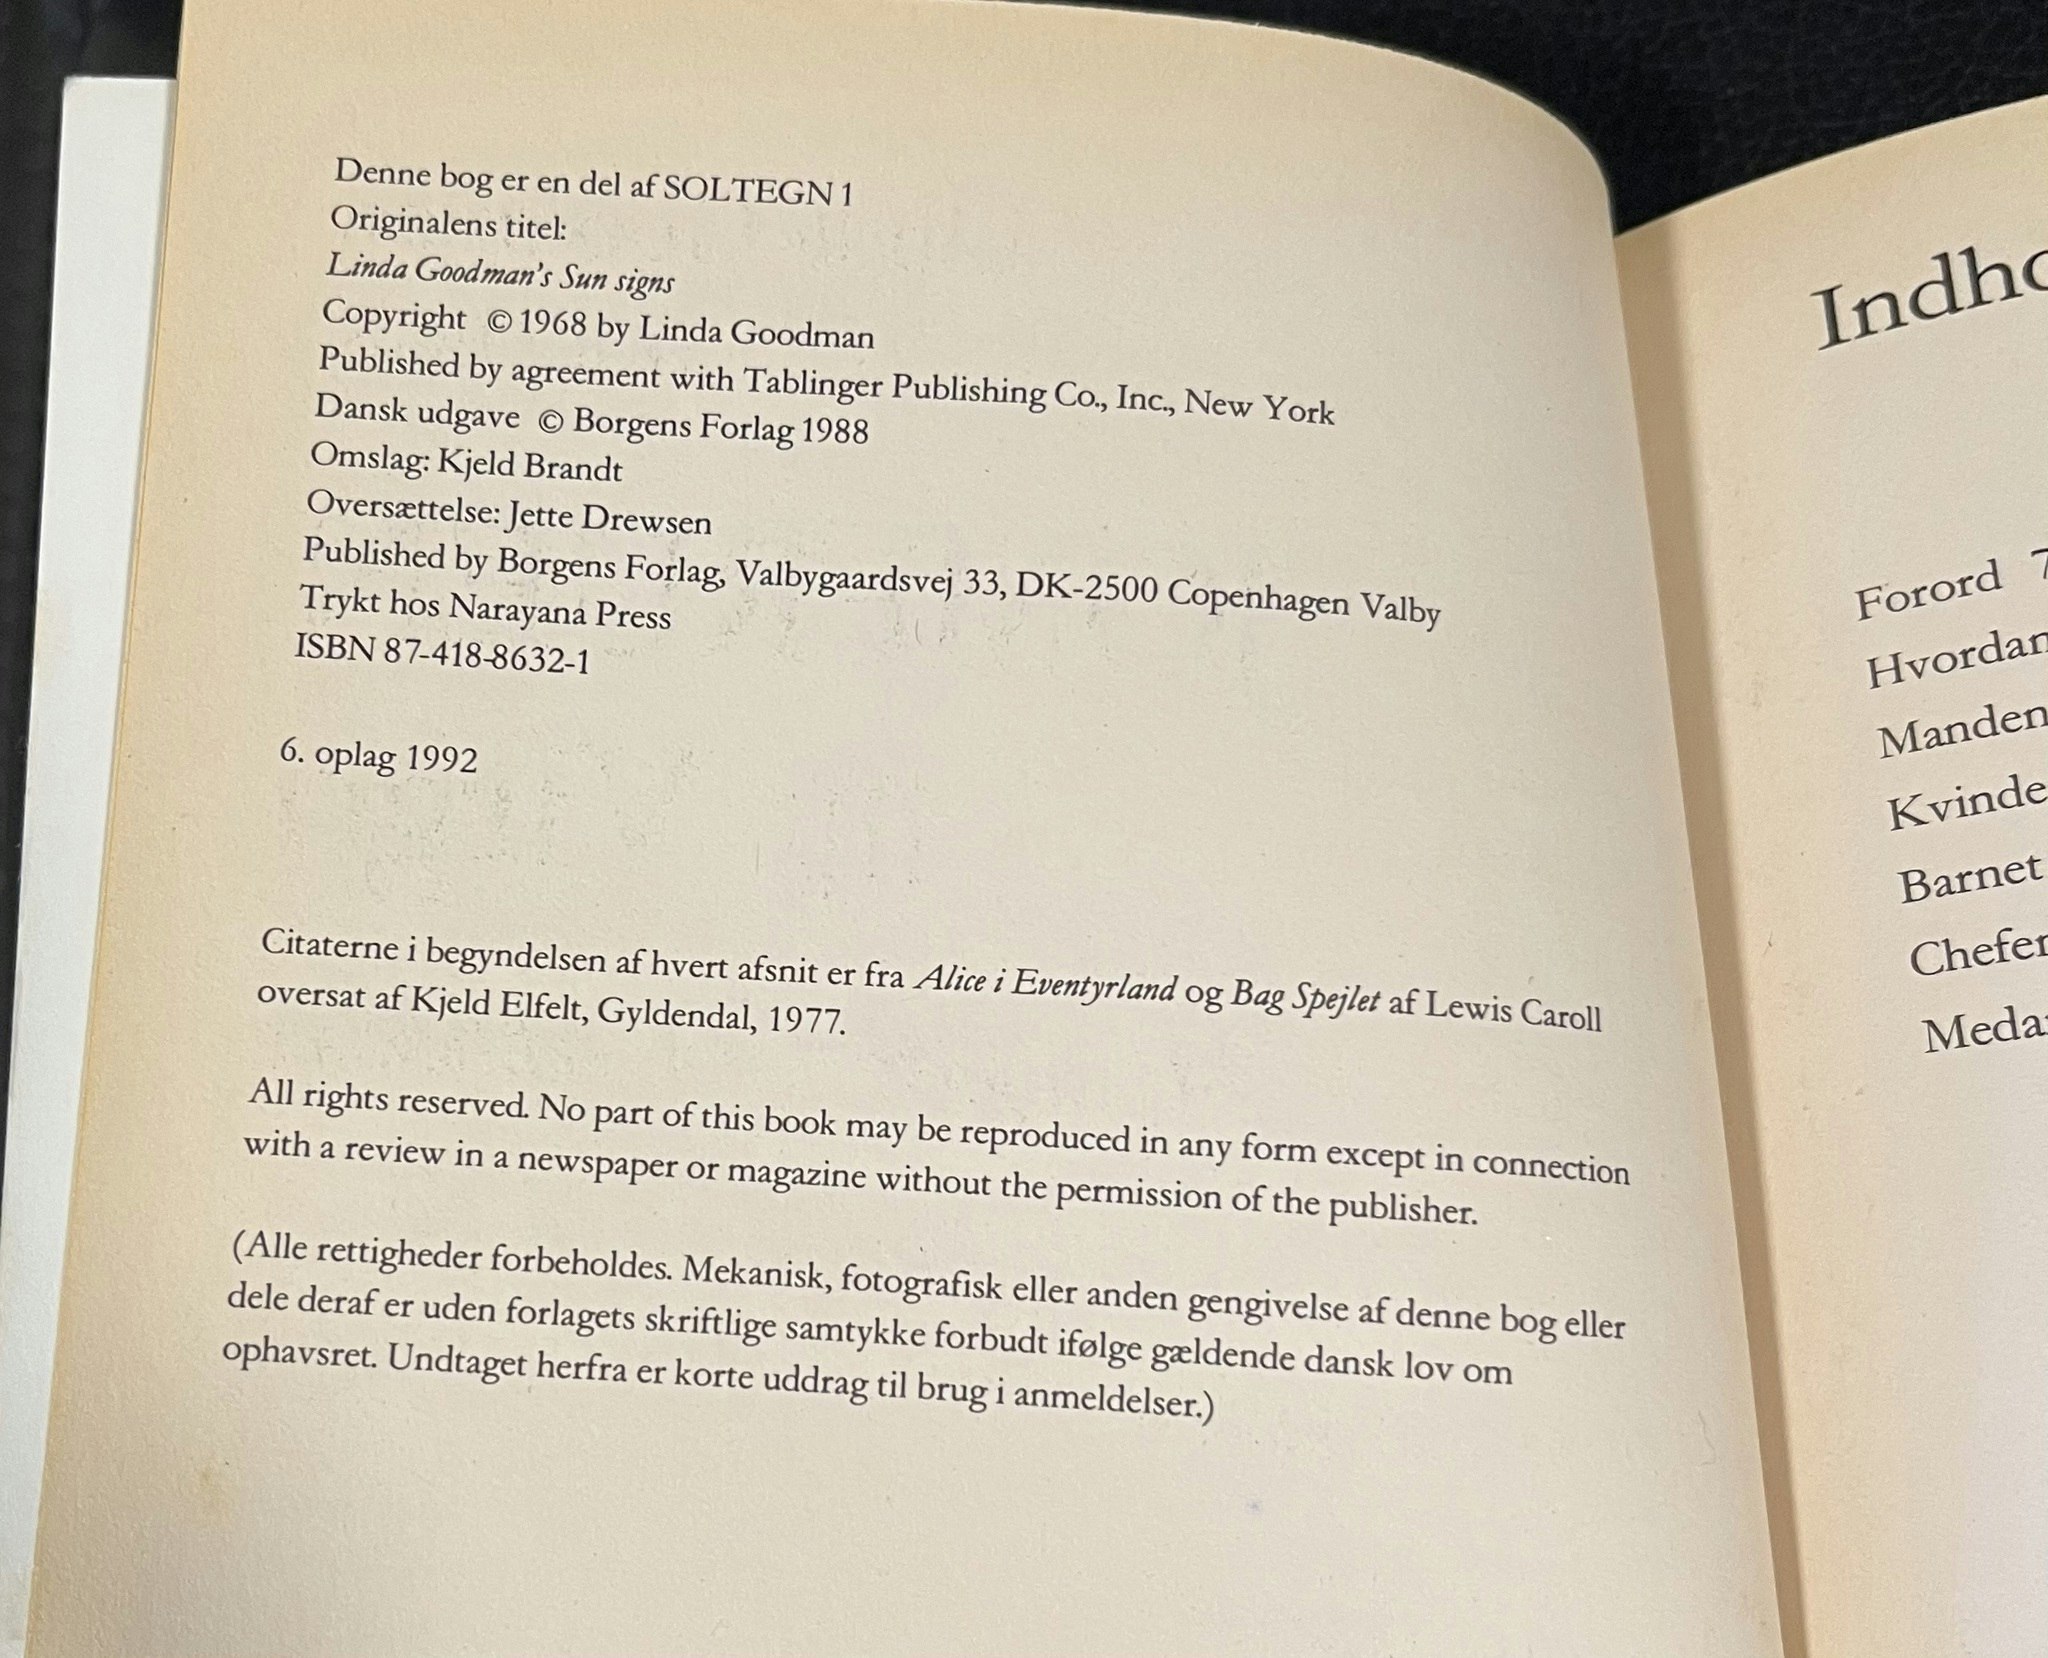 Denne bog er en del af SOLTEGN 1
Originalens titel:
Linda Goodman's Sun signs
Copyright © 1968 by Linda Goodman
Published by agreement with Tablinger Publishing Co., Inc., New York
Dansk udgave © Borgens Forlag 1988
Omslag: Kjeld Brandt
Oversættelse: Jette Drewsen
Published by Borgens Forlag, Valbygaardsvej 33, DK-2500 Copenhagen Valby
Trykt hos Narayana Press
ISBN 87-418-8632-1
6. oplag 1992
Citaterne i begyndelsen af hvert afsnit er fra Alice i Eventyrland og Bag Spejlet af Lewis Caroll
oversat af Kjeld Elfelt, Gyldendal, 1977.
All rights reserved. No part of this book may be reproduced in any form except in connection
with a review in a newspaper or magazine without the permission of the publisher.
(Alle rettigheder forbeholdes. Mekanisk, fotografisk eller anden gengivelse af denne bog eller
dele deraf er uden forlagets skriftlige samtykke forbudt ifølge gældende dansk lov om
ophavsret. Undtaget herfra er korte uddrag til brug i anmeldelser.)
Indho
Forord 7
Hvordan
Manden
Kvinde
Barnet
Chefen
Meda